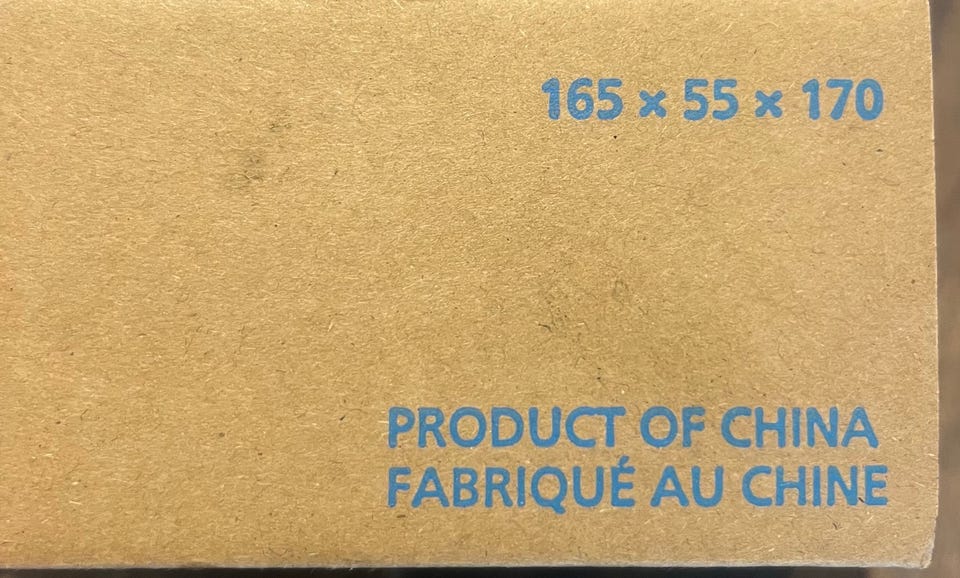 165 x 55 x 170
PRODUCT OF CHINA
FABRIQUÉ AU CHINE